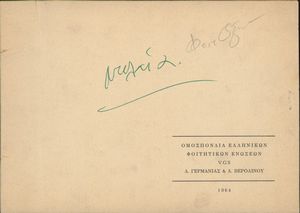 ΟΜΟΣΠΟΝΔΙΑ ΕΛΛΗΝΙΚΩΝ
ΦΟΙΤΗΤΙΚΩΝ ΕΝΩΣΕΩΝ
VGS
Δ. ΓΕΡΜΑΝΙΑΣ & Δ. ΒΕΡΟΛΙΝΟΥ
1964